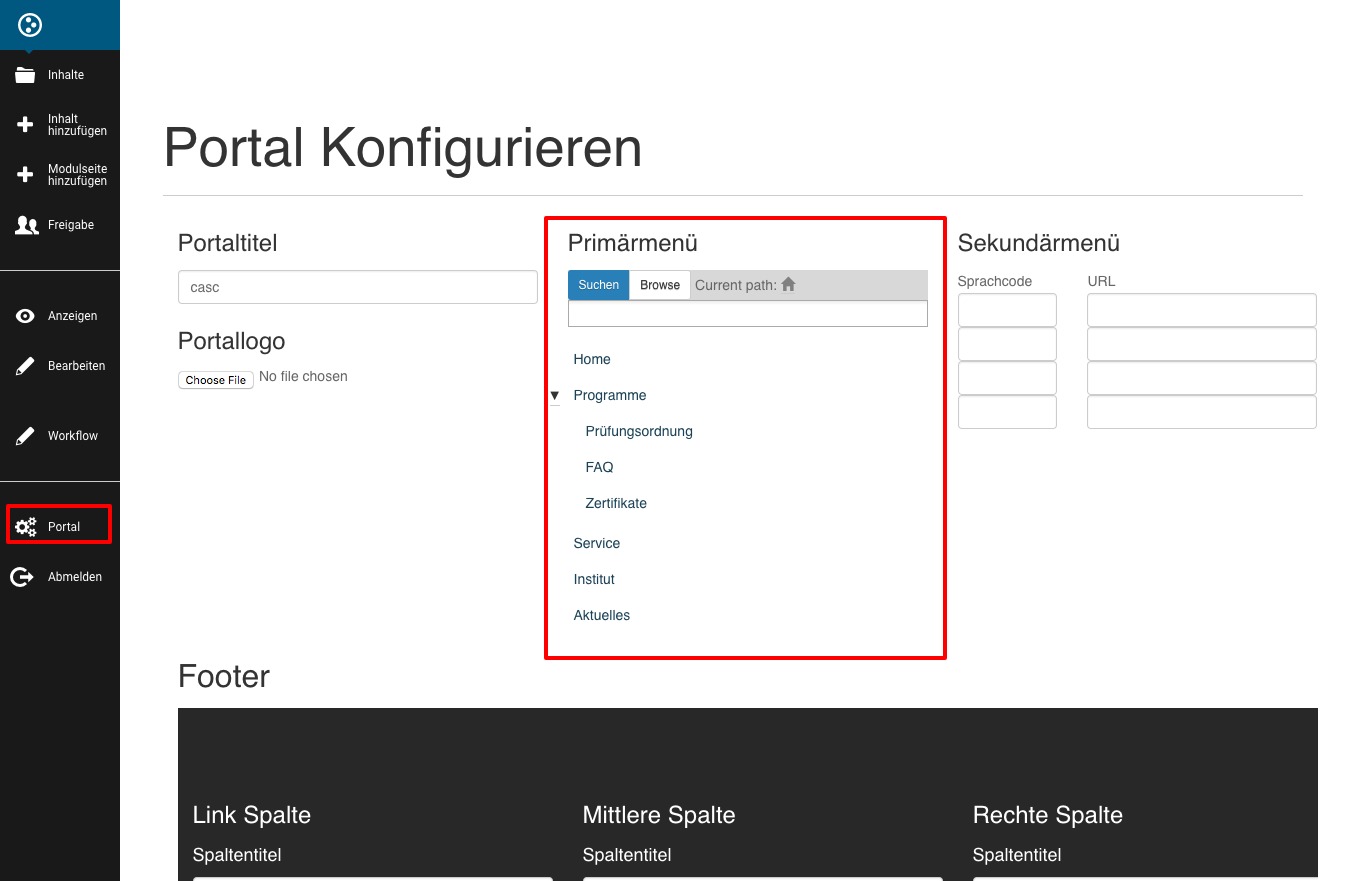 Inhalte
Inhalt
hinzufügen
Modulseite
hinzufügen
Freigabe
Anzeigen
Bearbeiten
Workflow
Portal
Abmelden
Portal Konfigurieren
Portaltitel
casc
Portallogo
Choose File No file chosen
Primärmenü
Suchen Browse Current path:
Home
Programme
Prüfungsordnung
FAQ
Zertifikate
Service
Institut
Aktuelles
Sekundärmenü
Sprachcode URL
Footer
Link Spalte
Spaltentitel
Mittlere Spalte
Spaltentitel
Rechte Spalte
Spaltentitel